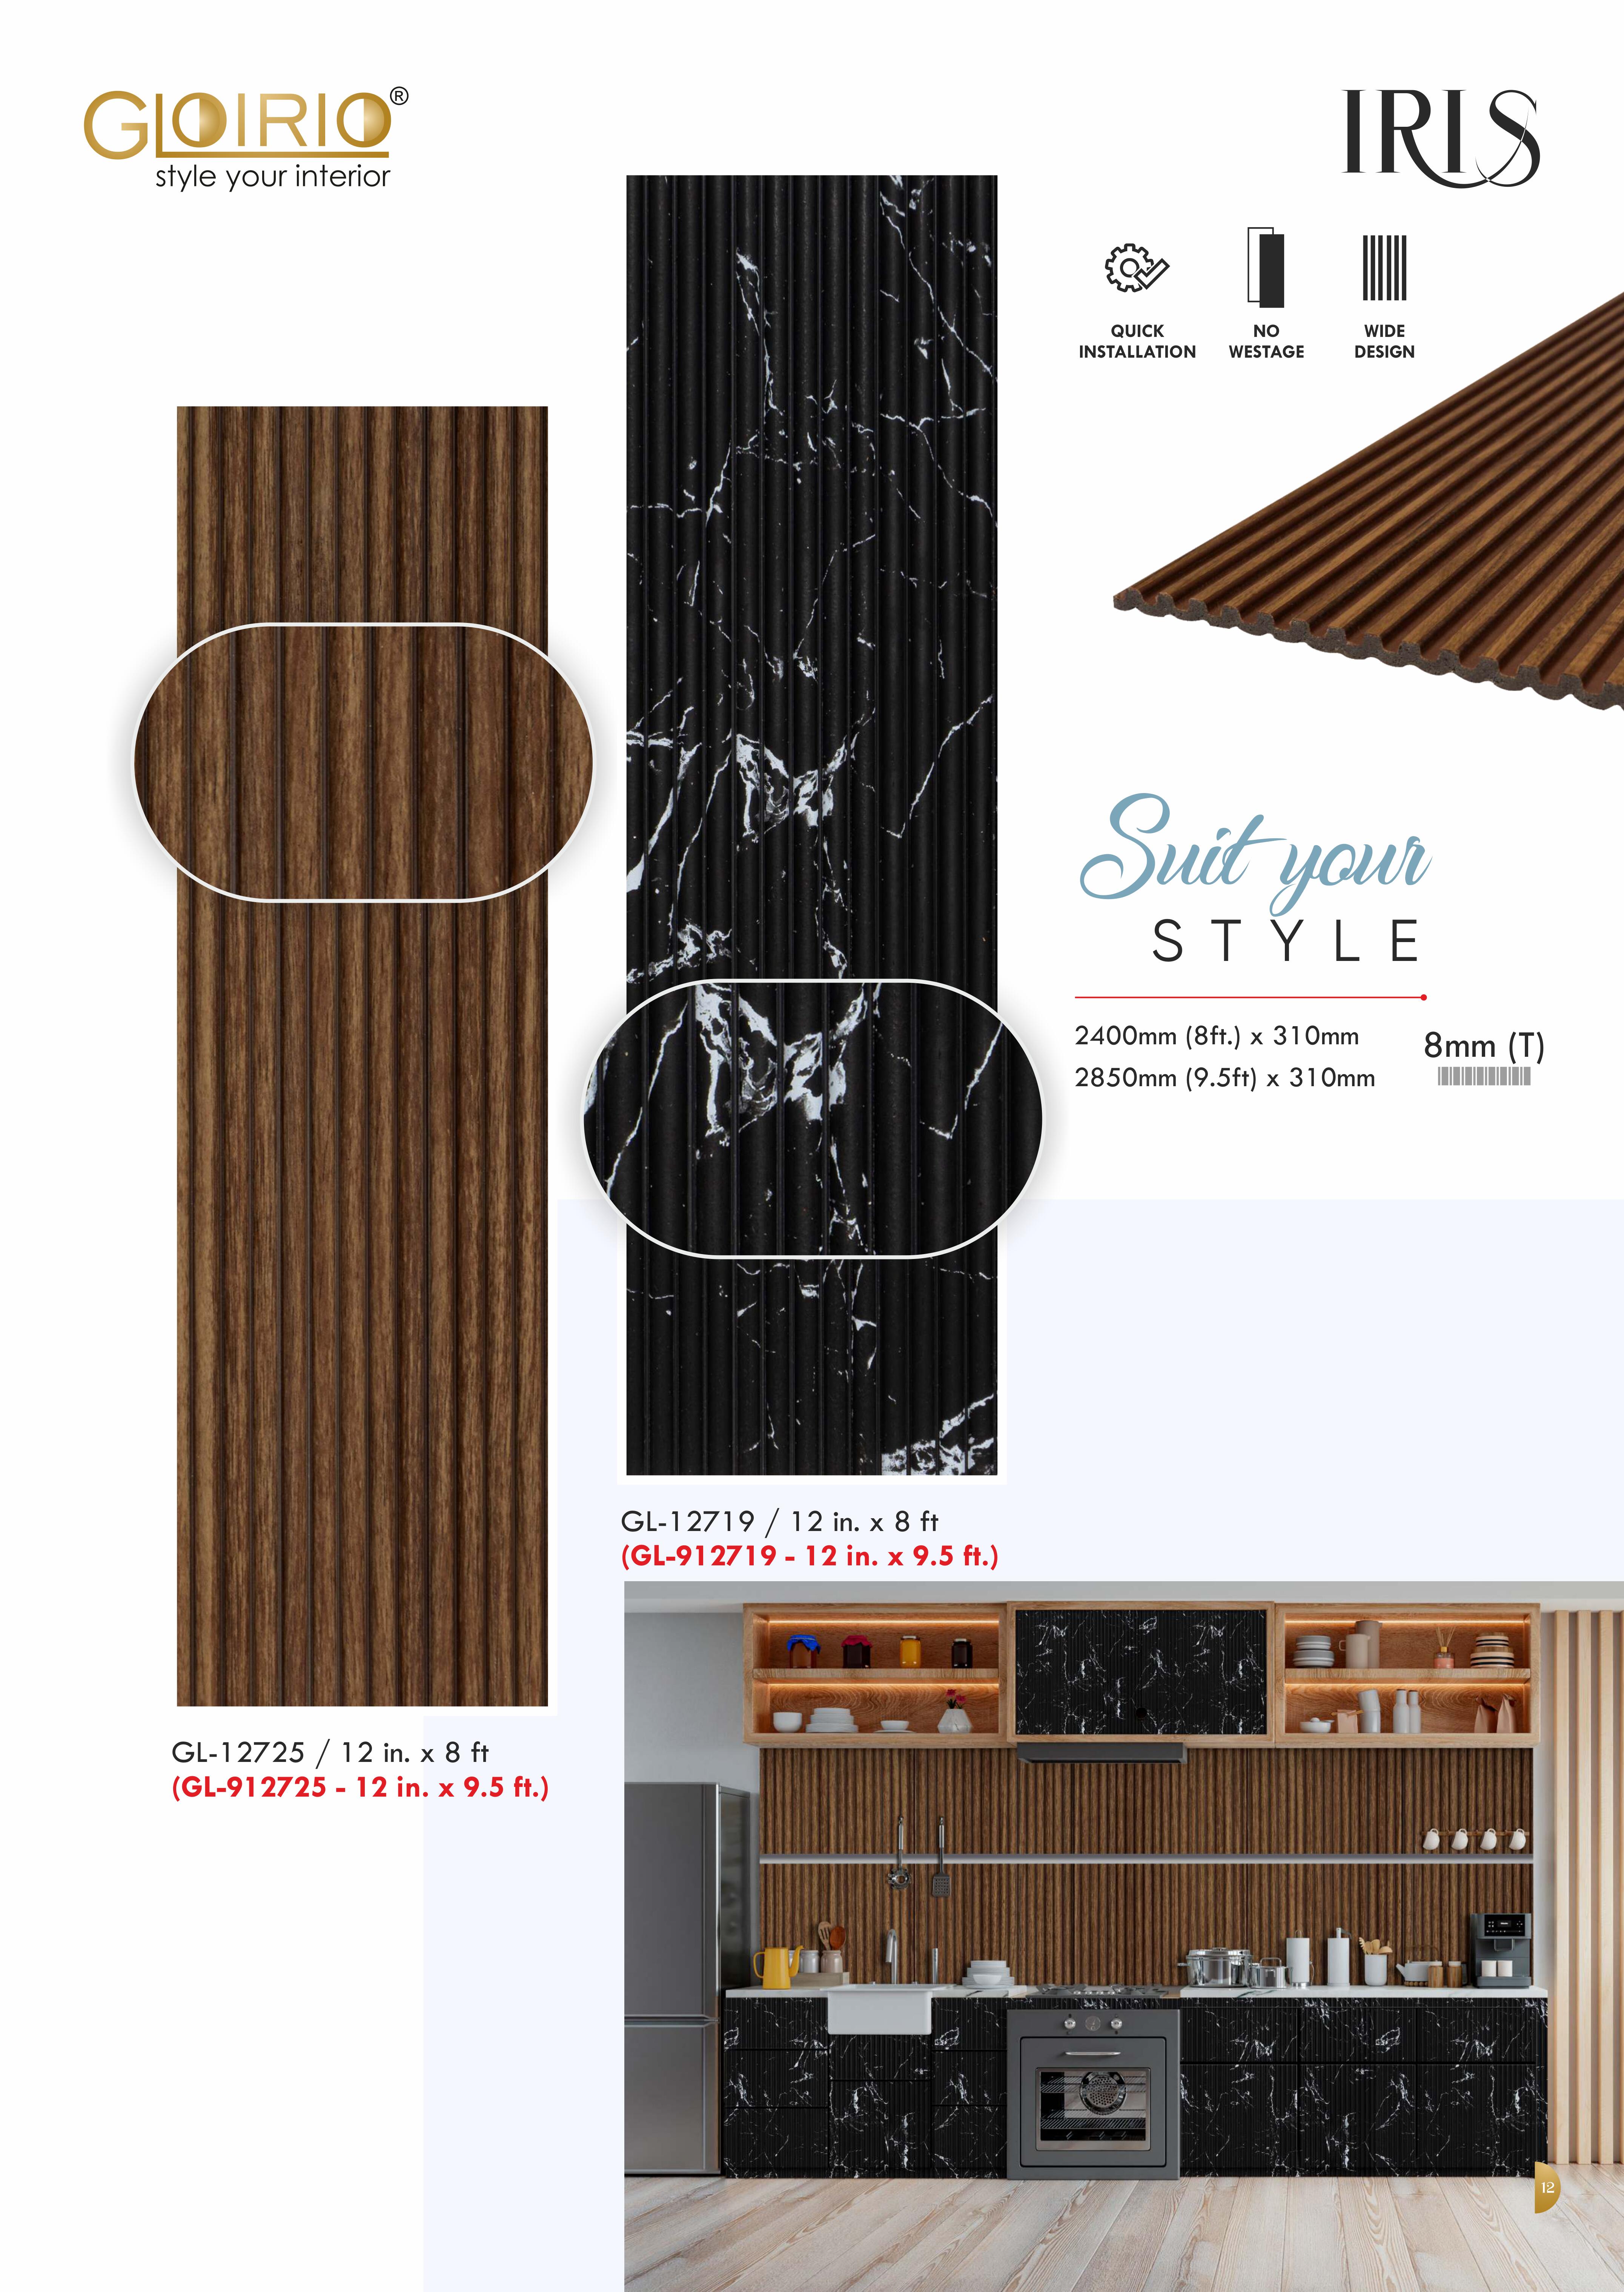 GLOIRIO®
style your interior
IRIS
QUICK
INSTALLATION
NO
WESTAGE
WIDE
DESIGN
Suit your
STYLE
2400mm (8ft.) x 310mm
2850mm (9.5ft) x 310mm
8mm (T)
GL-12719 / 12 in. x 8 ft
(GL-912719 - 12 in. x 9.5 ft.)
GL-12725 / 12 in. x 8 ft
(GL-912725 - 12 in. x 9.5 ft.)
12